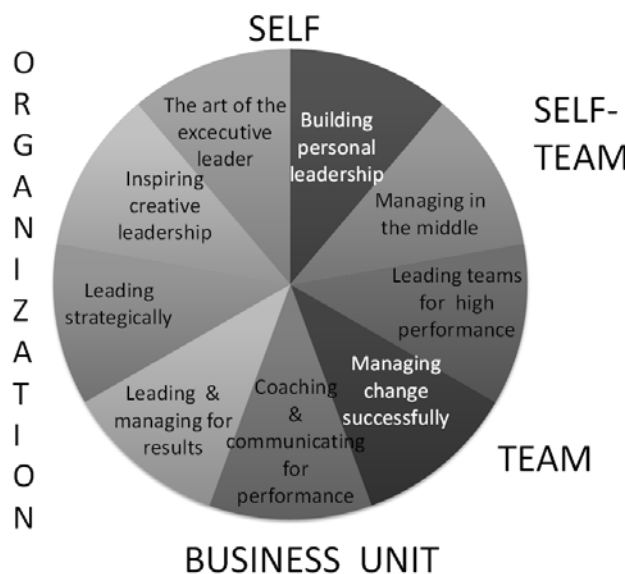 SELF
SELF-
TEAM
TEAM
BUSINESS UNIT
ORGANIZATION
Building
personal
leadership
Managing in
the middle
Leading teams
for high
performance
Managing
change
successfully
Coaching
&
communicating
for
performance
Leading &
managing for
results
Leading
strategically
Inspiring
creative
leadership
The art of the
excecutive
leader